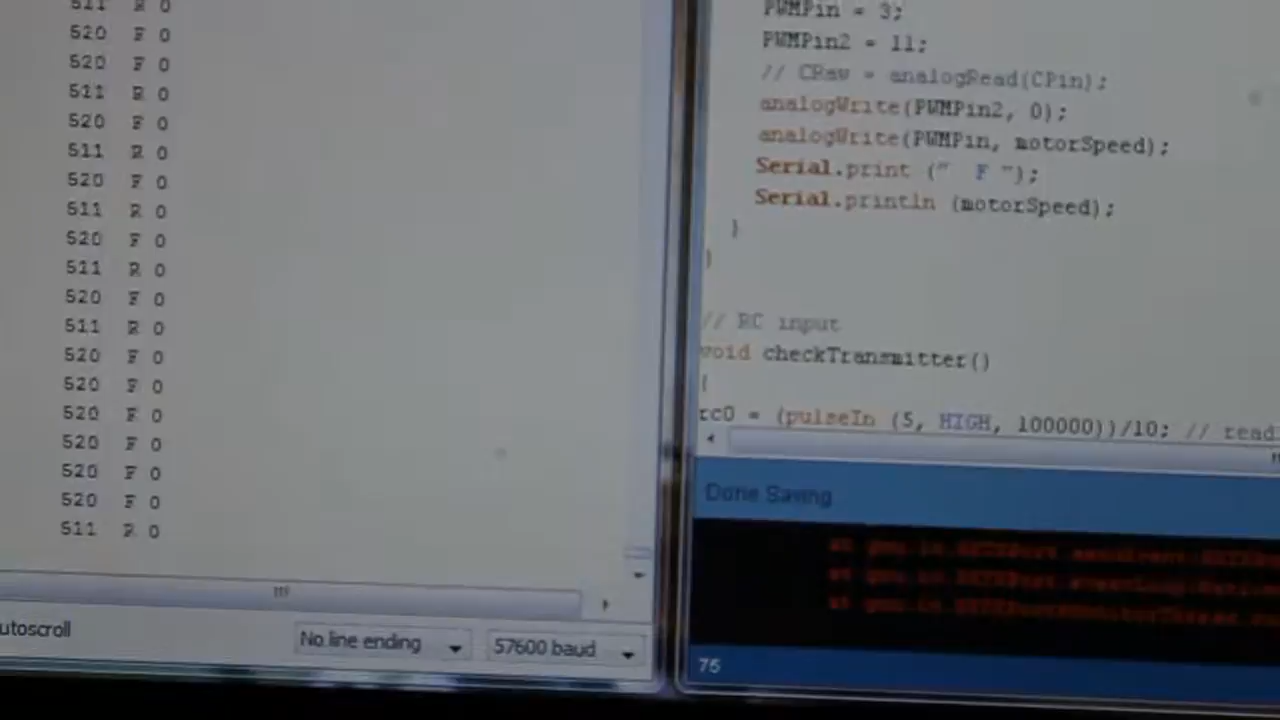 511 R 0
520 F 0
520 F 0
511 R 0
520 F 0
511 R 0
520 F 0
511 R 0
520 F 0
511 R 0
520 F 0
511 R 0
520 F 0
520 F 0
520 F 0
520 F 0
520 F 0
520 F 0
511 R 0
utoscroll
No line ending
57600 baud
PWMPin = 3;
PWMPin2 = 11;
// CRaw = analogRead(CPin);
analogWrite(PWMPin2, 0);
analogWrite(PWMPin, motorSpeed);
Serial.print (" F ");
Serial.println (motorSpeed);
}
}
// RC input
void checkTransmitter()
{
rc0 = (pulseIn (5, HIGH, 100000))/10; // read
Done Saving
75